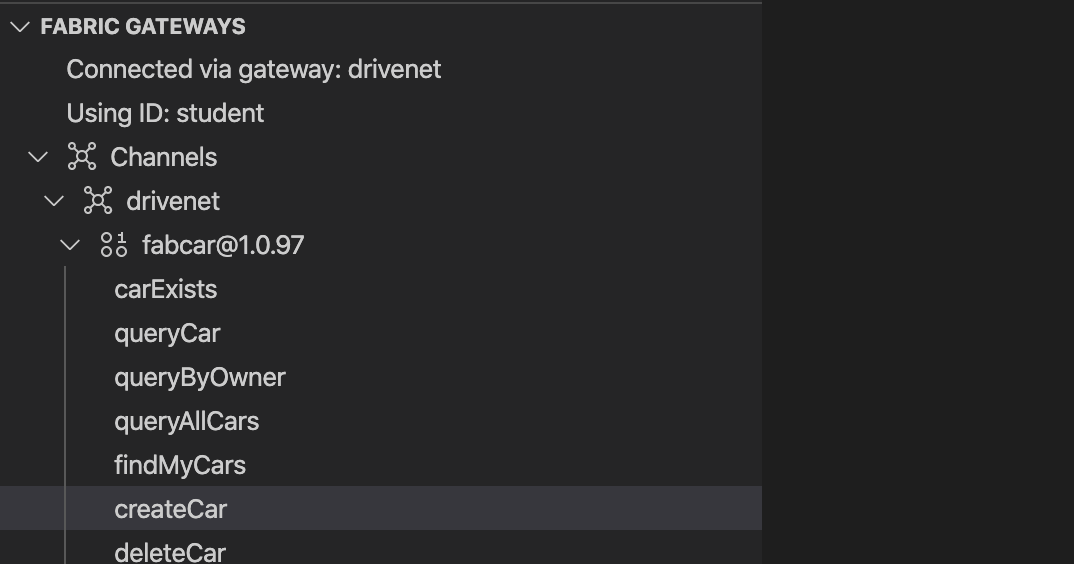 FABRIC GATEWAYS
Connected via gateway: drivenet
Using ID: student
Channels
drivenet
fabcar@1.0.97
carExists
queryCar
queryByOwner
queryAllCars
findMyCars
createCar
deleteCar